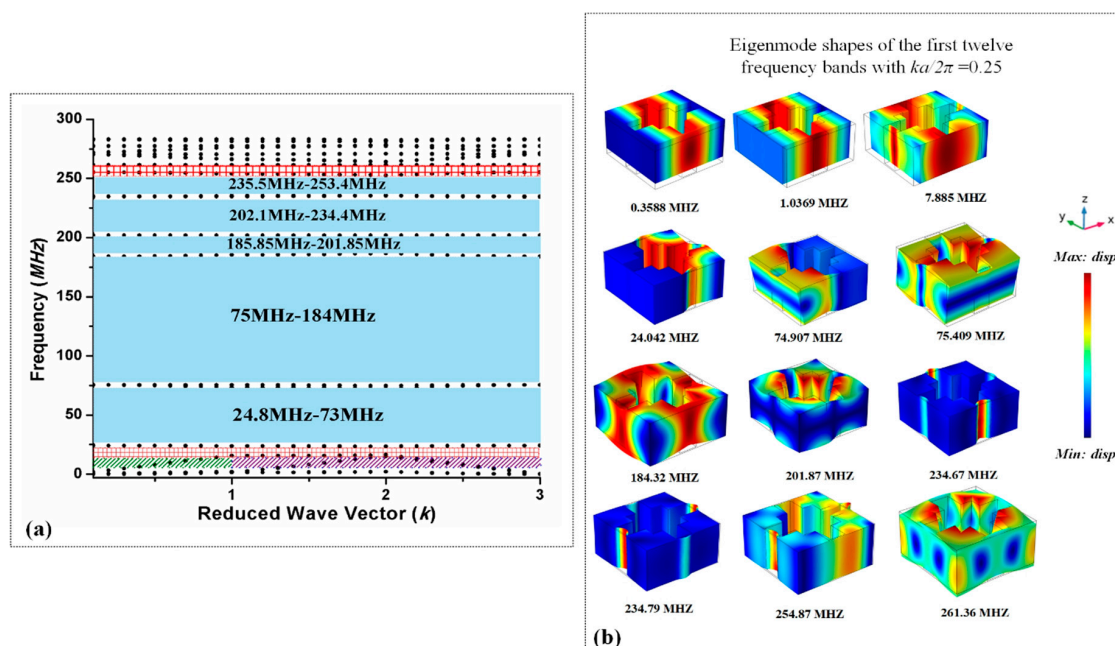 300
250
200
150
100
50
0
Frequency (MHz)
235.5MHz-253.4MHz
202.1MHz-234.4MHz
185.85MHz-201.85MHz
75MHz-184MHz
24.8MHz-73MHz
1
2
3
Reduced Wave Vector (k)
(a)
Eigenmode shapes of the first twelve
frequency bands with ka/2π =0.25
0.3588 MHZ
1.0369 MHZ
7.885 MHZ
z
y
x
24.042 MHZ
74.907 MHZ
75.409 MHZ
Max: disp
184.32 MHZ
201.87 MHZ
234.67 MHZ
Min: disp
234.79 MHZ
254.87 MHZ
261.36 MHZ
(b)